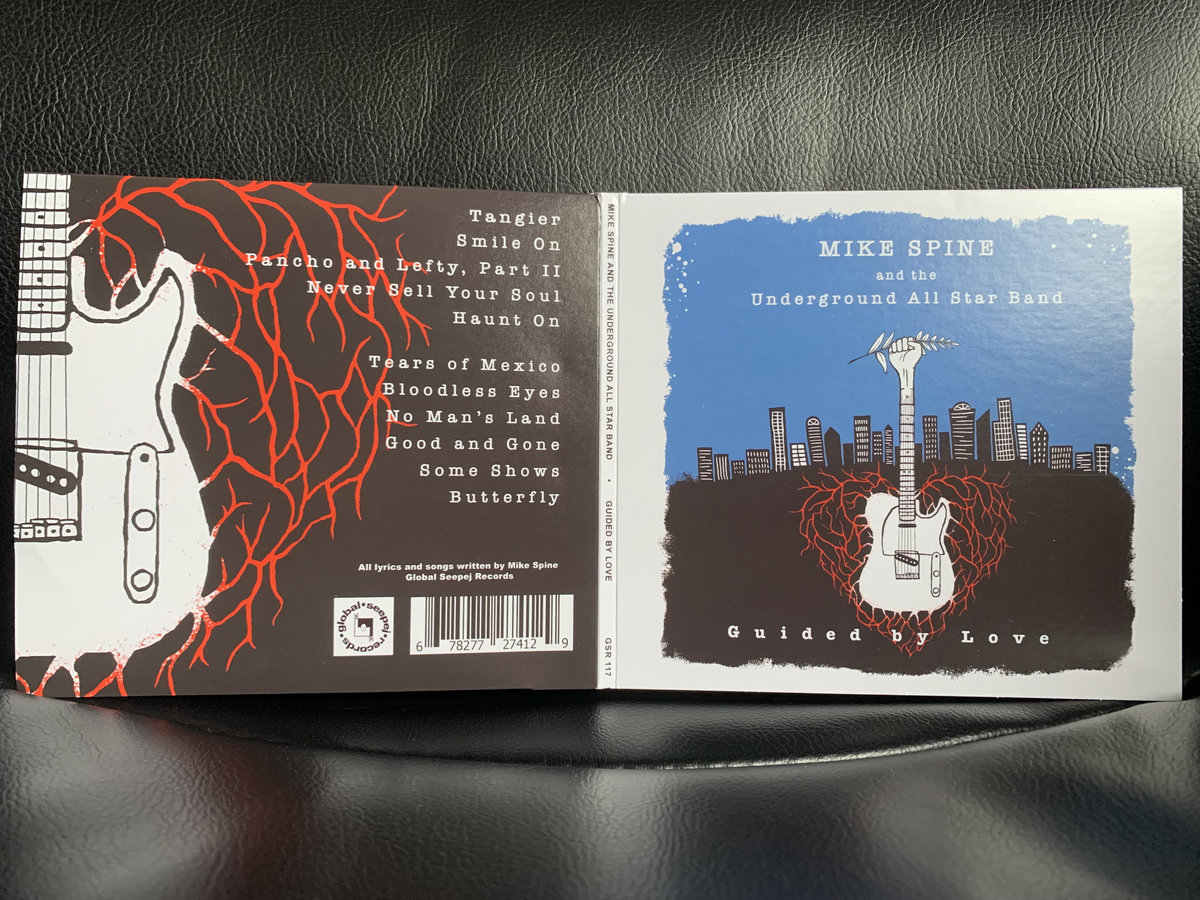 Tangier
Smile On
Pancho and Lefty, Part II
Never Sell Your Soul
Haunt On
Tears of Mexico
Bloodless Eyes
No Man's Land
Good and Gone
Some Shows
Butterfly
All lyrics and songs written by Mike Spine
Global Seepej Records
global•seepej•records•
6 78277 27412 9
MIKE SPINE AND THE UNDERGROUND ALL STAR BAND • GUIDED BY LOVE GSR 117
MIKE SPINE
and the
Underground All Star Band
Guided by Love